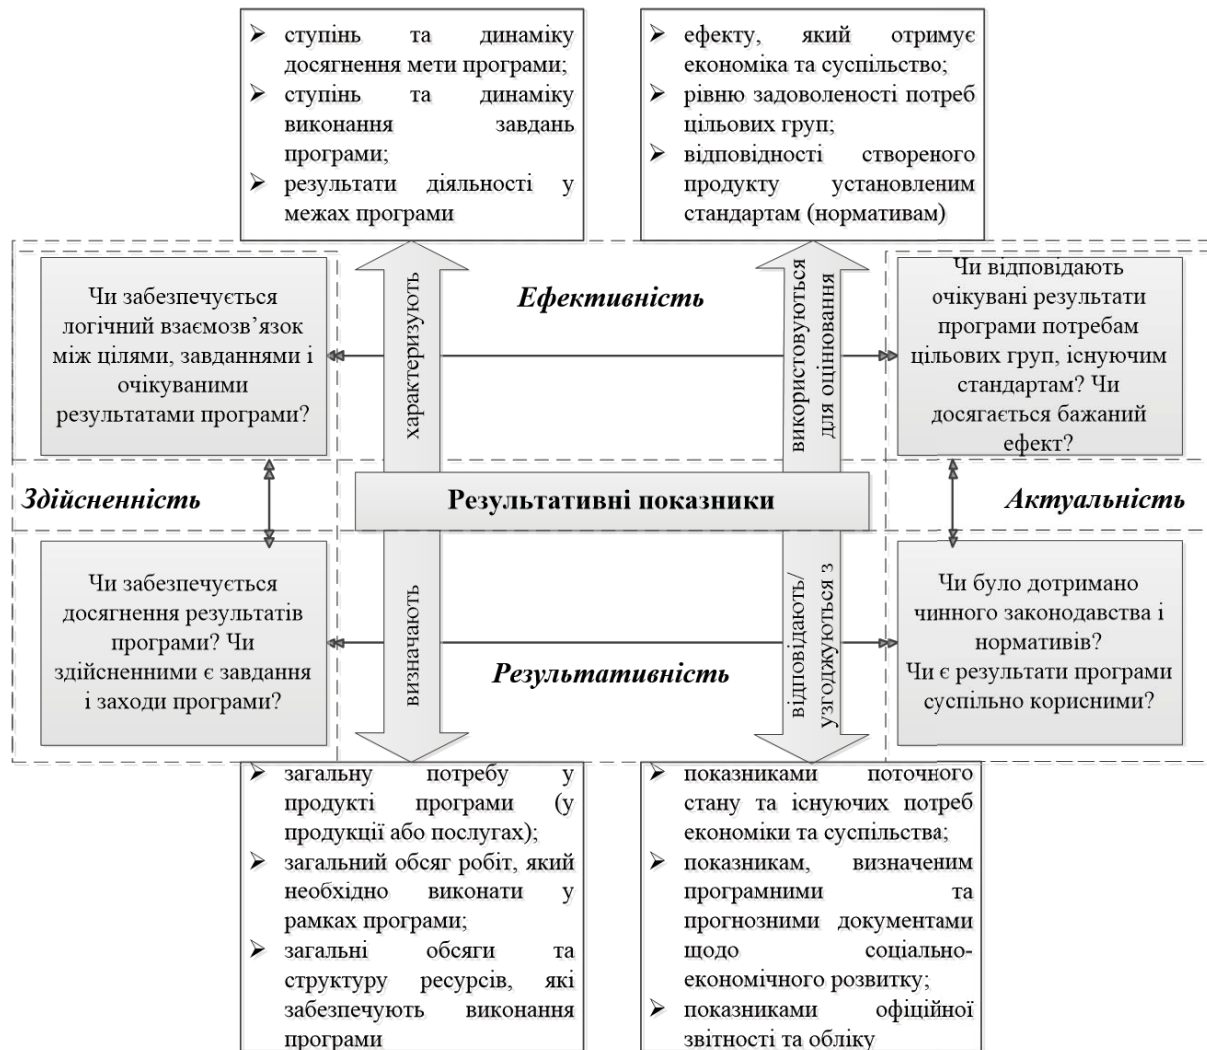 ступінь та динаміку
досягнення мети програми;
ступінь та динаміку
виконання завдань
програми;
результати діяльності у
межах програми
ефекту, який отримує
економіка та суспільство;
рівню задоволеності потреб
цільових груп;
відповідності створеного
продукту установленим
стандартам (нормативам)
Чи забезпечується
логічний взаємозв’язок
між цілями, завданнями і
очікуваними
результатами програми?
характеризують
Ефективність
використовуються
для оцінювання
Чи відповідають
очікувані результати
програми потребам
цільових груп, існуючим
стандартам? Чи
досягається бажаний
ефект?
Здійсненність
Результативні показники
Актуальність
Чи забезпечується
досягнення результатів
програми? Чи
здійсненними є завдання
і заходи програми?
визначають
Результативність
відповідають/
узгоджуються з
Чи було дотримано
чинного законодавства і
нормативів?
Чи є результати програми
суспільно корисними?
загальну потребу у
продукті програми (у
продукції або послугах);
загальний обсяг робіт, який
необхідно виконати у
рамках програми;
загальні обсяги та
структуру ресурсів, які
забезпечують виконання
програми
показниками поточного
стану та існуючих потреб
економіки та суспільства;
показникам, визначеним
програмними та
прогнозними документами
щодо соціально-
економічного розвитку;
показниками офіційної
звітності та обліку